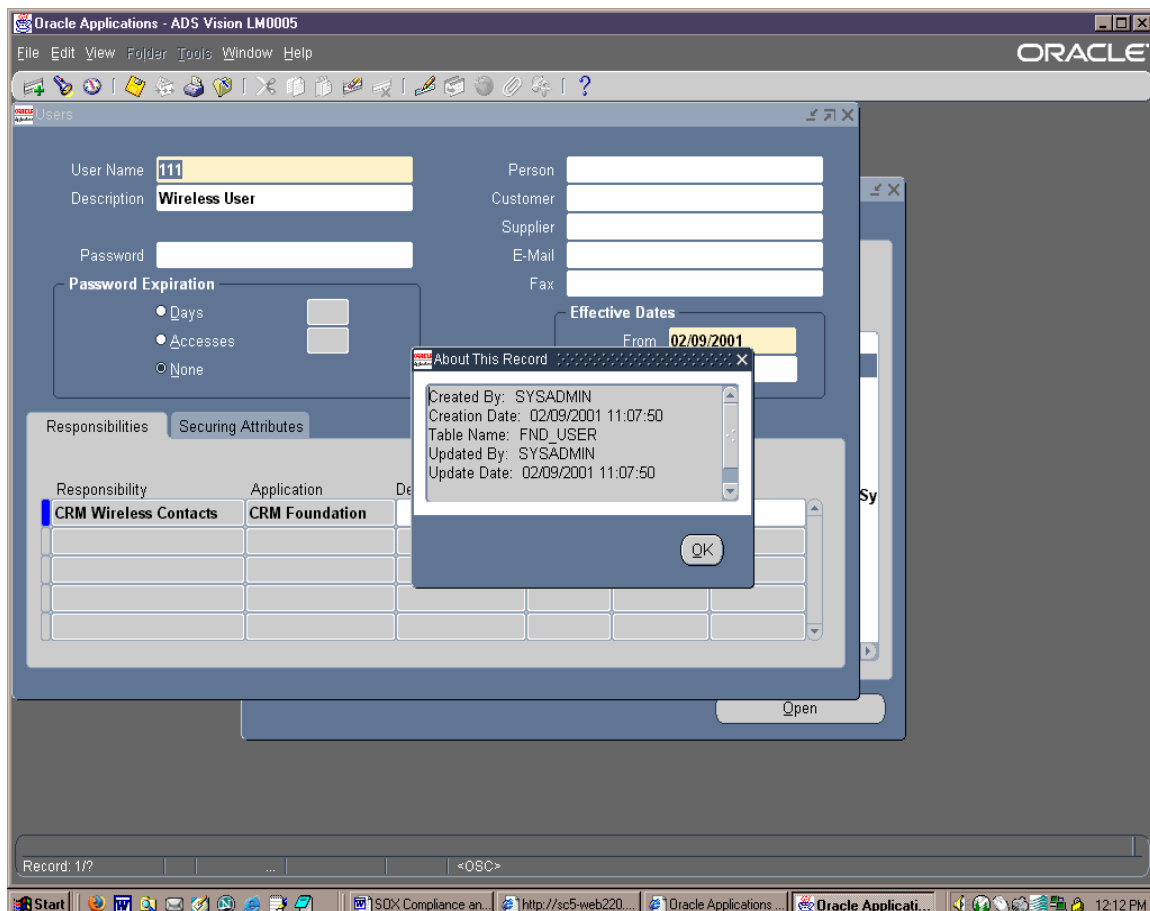 Oracle Applications - ADS Vision LM0005
File Edit View Folder Tools Window Help
ORACLE
Users
User Name 111
Description Wireless User
Password
Password Expiration
Days
Accesses
None
Person
Customer
Supplier
E-Mail
Fax
Effective Dates
From 02/09/2001
About This Record
Created By: SYSADMIN
Creation Date: 02/09/2001 11:07:50
Table Name: FND_USER
Updated By: SYSADMIN
Update Date: 02/09/2001 11:07:50
OK
Responsibilities Securing Attributes
Responsibility Application De
CRM Wireless Contacts CRM Foundation
Sy
Open
Record: 1/? ... <OSC>
Start SOX Compliance an... http://sc5-web220.... Oracle Applications ... Oracle Applicati... 12:12 PM